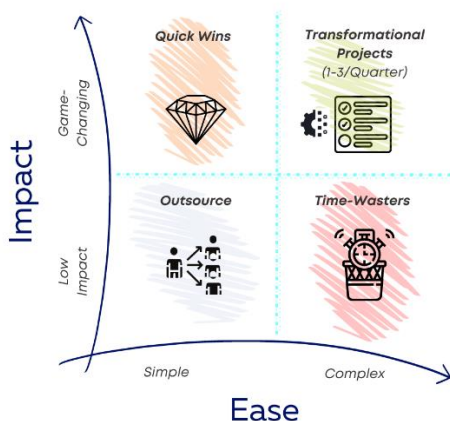 Quick Wins
Transformational
Projects
(1-3/Quarter)
Game-
Changing
Impact
Outsource
Time-Wasters
Low
Impact
Simple
Complex
Ease